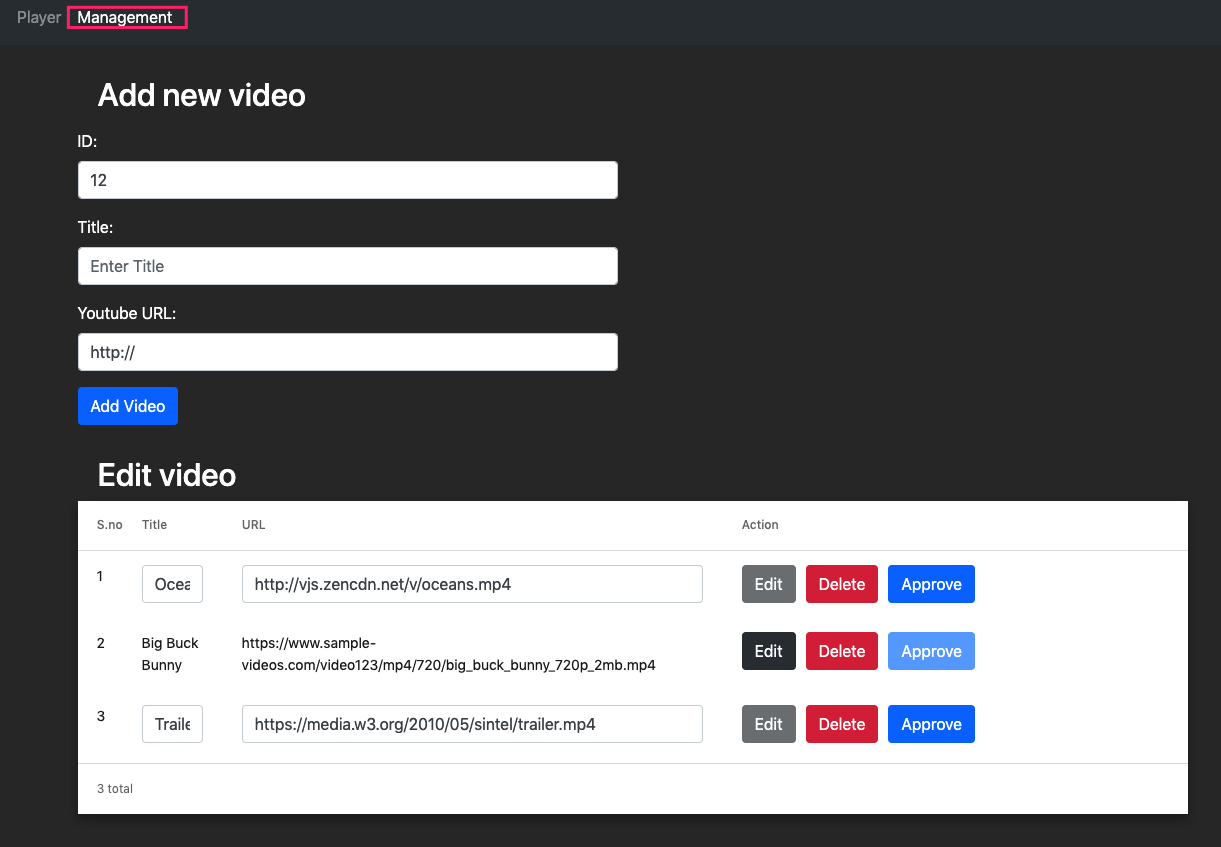 Player Management
Add new video
ID:
12
Title:
Enter Title
Youtube URL:
http://
Add Video
Edit video
S.no Title URL Action
1 Ocea http://vjs.zencdn.net/v/oceans.mp4 Edit Delete Approve
2 Big Buck https://www.sample- Edit Delete Approve
Bunny videos.com/video123/mp4/720/big_buck_bunny_720p_2mb.mp4
3 Traile https://media.w3.org/2010/05/sintel/trailer.mp4 Edit Delete Approve
3 total